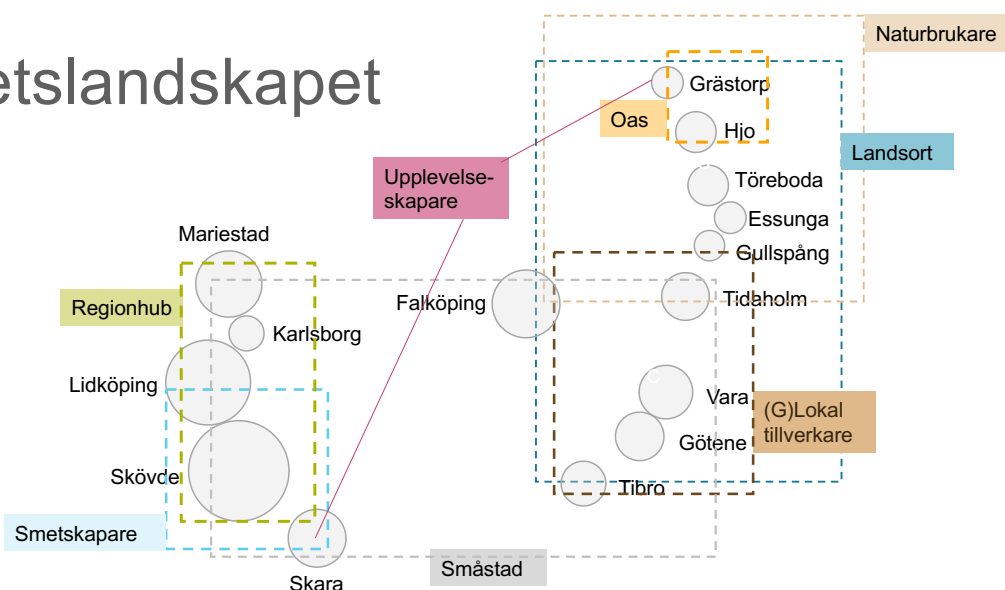 etslandskapet
Naturbrukare
Grästorp
Oas
Hjo
Landsort
Upplevelse-
skapare
Töreboda
Essunga
Mariestad
Gullspång
Regionhub
Falköping
Tidaholm
Karlsborg
Lidköping
Vara
(G)Lokal
tillverkare
Götene
Skövde
Tibro
Smetskapare
Småstad
Skara